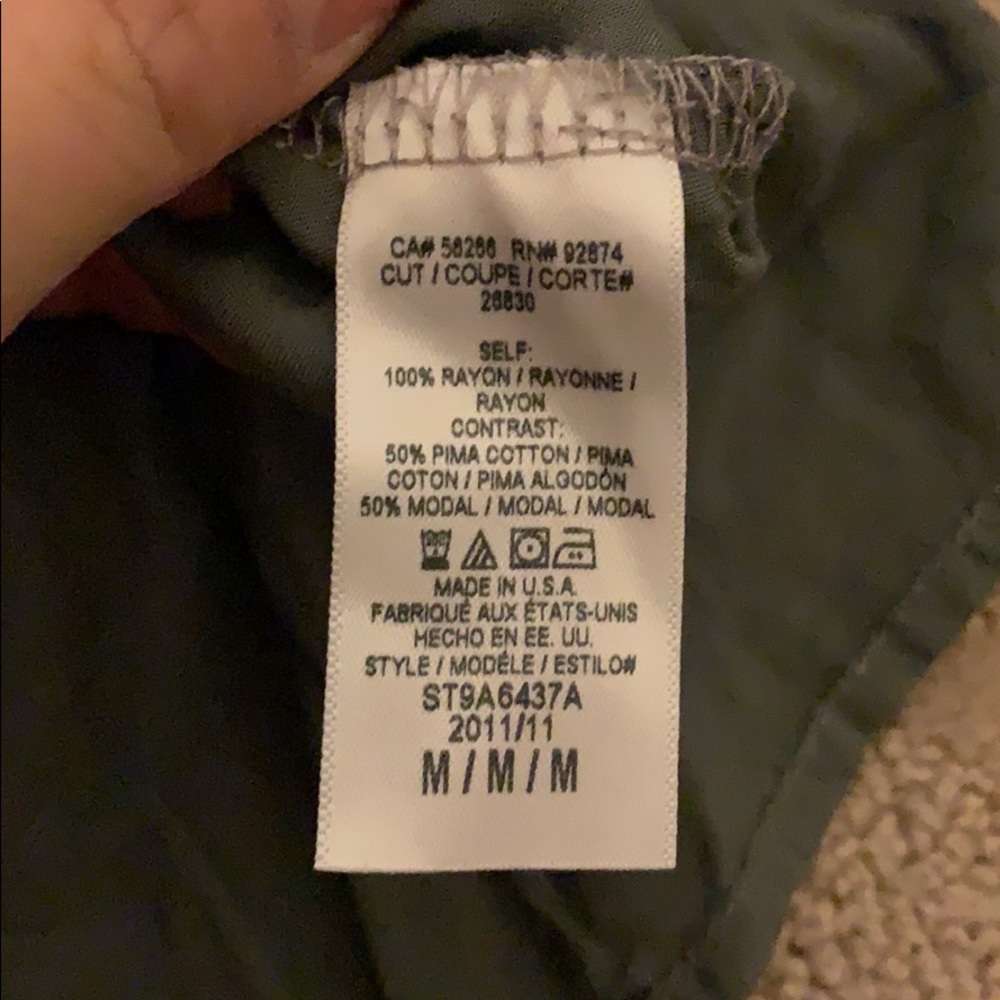 CA# 56286 RN# 92874
CUT / COUPE / CORTE#
26830
SELF:
100% RAYON / RAYONNE /
RAYON
CONTRAST:
50% PIMA COTTON / PIMA
COTON / PIMA ALGODÓN
50% MODAL / MODAL / MODAL
MADE IN U.S.A.
FABRIQUÉ AUX ÉTATS-UNIS
HECHO EN EE. UU.
STYLE / MODÉLE / ESTILO#
ST9A6437A
2011/11
M / M / M